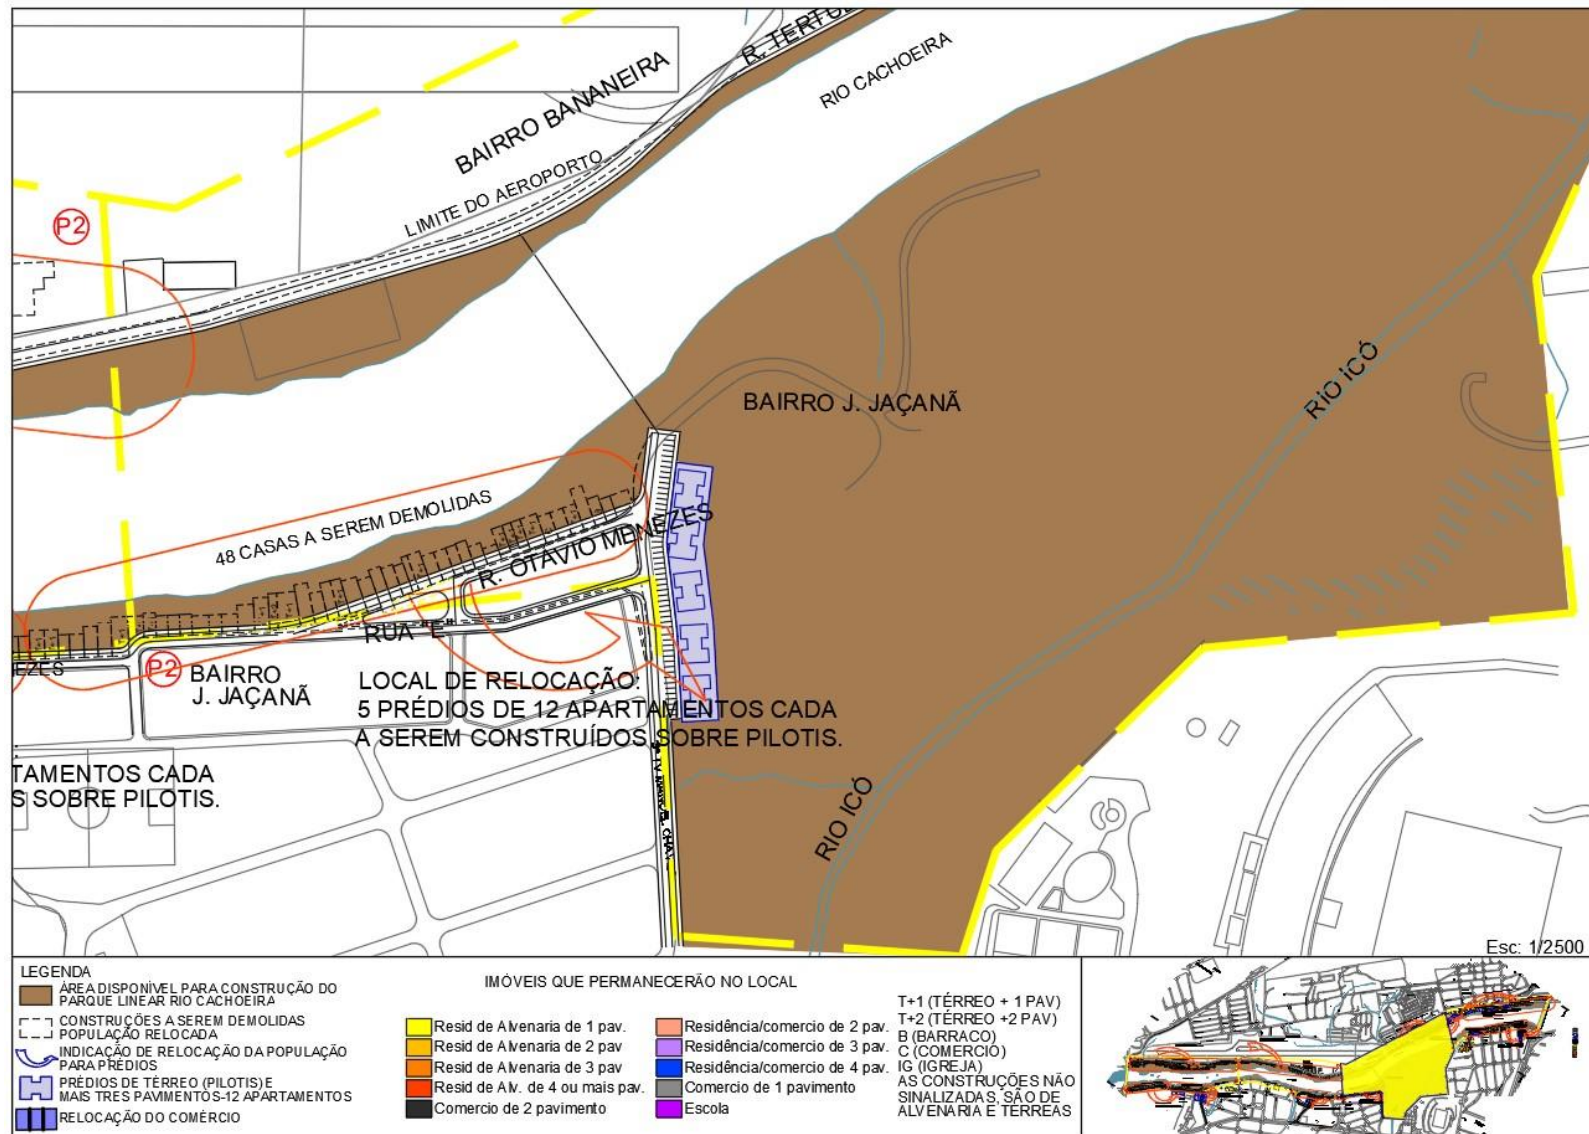 R. TERTU
BAIRRO BANANEIRA
RIO CACHOEIRA
LIMITE DO AEROPORTO
P2
BAIRRO J. JAÇANÃ
RIO ICÓ
48 CASAS A SEREM DEMOLIDAS
R. OTÁVIO MENEZES
RUA "E"
EZES
P2
BAIRRO
J. JAÇANÃ
LOCAL DE RELOCAÇÃO:
5 PRÉDIOS DE 12 APARTAMENTOS CADA
A SEREM CONSTRUÍDOS SOBRE PILOTIS.
TAMENTOS CADA
S SOBRE PILOTIS.
RIO ICÓ
Esc: 1/2500
LEGENDA
ÁREA DISPONÍVEL PARA CONSTRUÇÃO DO
PARQUE LINEAR RIO CACHOEIRA
CONSTRUÇÕES A SEREM DEMOLIDAS
POPULAÇÃO RELOCADA
INDICAÇÃO DE RELOCAÇÃO DA POPULAÇÃO
PARA PRÉDIOS
PRÉDIOS DE TÉRREO (PILOTIS) E
MAIS TRES PAVIMENTOS-12 APARTAMENTOS
RELOCAÇÃO DO COMÉRCIO
IMÓVEIS QUE PERMANECERÃO NO LOCAL
Resid de Alvenaria de 1 pav.
Resid de Alvenaria de 2 pav
Resid de Alvenaria de 3 pav
Resid de Alv. de 4 ou mais pav.
Comercio de 2 pavimento
Residência/comercio de 2 pav.
Residência/comercio de 3 pav.
Residência/comercio de 4 pav.
Comercio de 1 pavimento
Escola
T+1 (TÉRREO + 1 PAV)
T+2 (TÉRREO +2 PAV)
B (BARRACO)
C (COMERCIO)
IG (IGREJA)
AS CONSTRUÇÕES NÃO
SINALIZADAS, SÃO DE
ALVENARIA E TÉRREAS